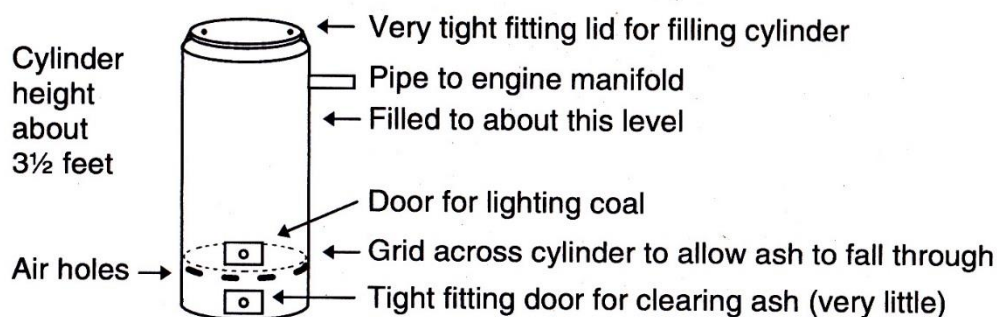 Very tight fitting lid for filling cylinder
Cylinder
height
about
3½ feet
Pipe to engine manifold
Filled to about this level
Door for lighting coal
Grid across cylinder to allow ash to fall through
Air holes
Tight fitting door for clearing ash (very little)